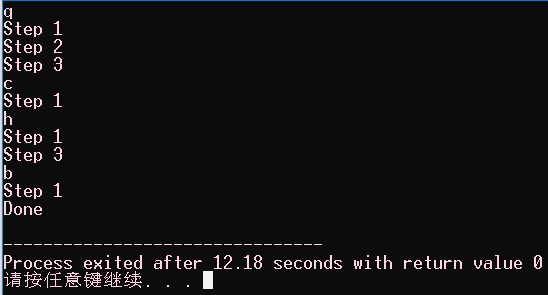 q
Step 1
Step 2
Step 3
c
Step 1
h
Step 1
Step 3
b
Step 1
Done
--------------------------------
Process exited after 12.18 seconds with return value 0
请按任意键继续. . .